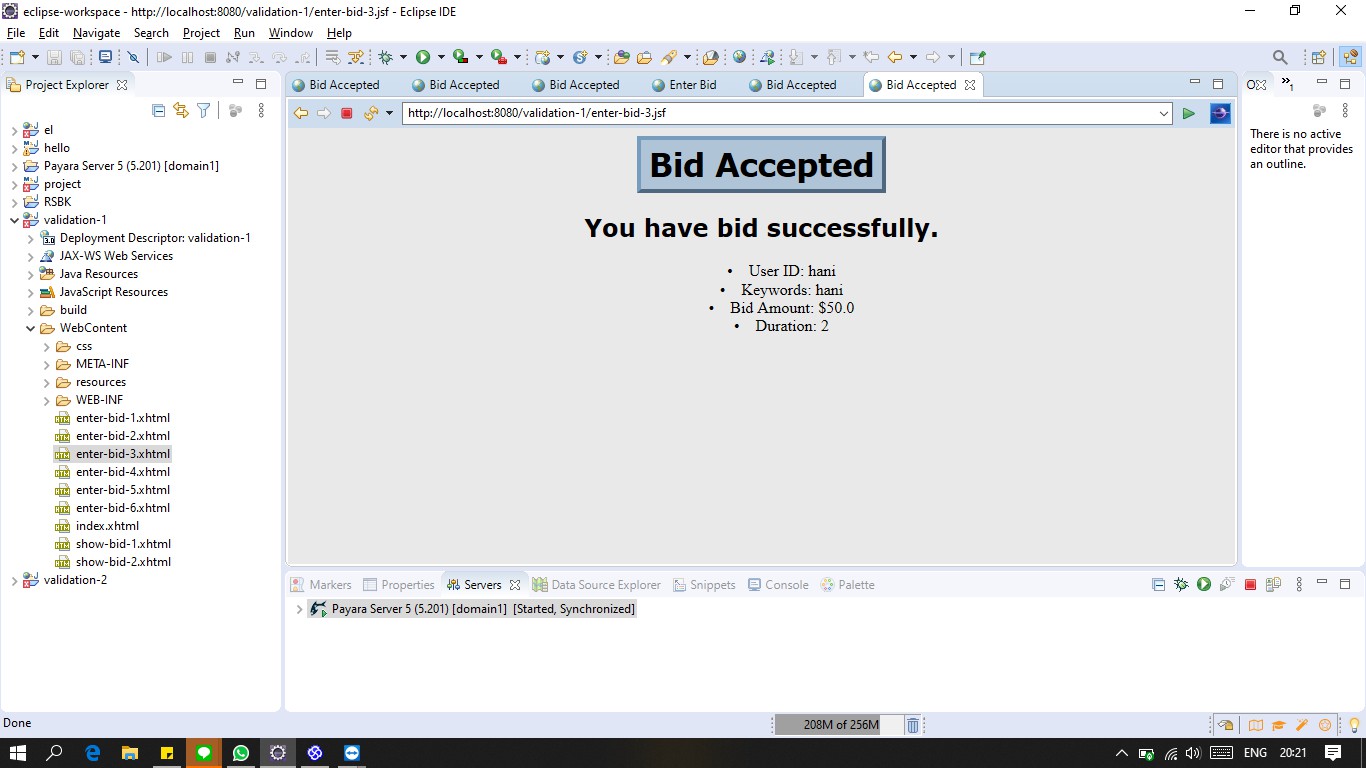 eclipse-workspace - http://localhost:8080/validation-1/enter-bid-3.jsf - Eclipse IDE
File Edit Navigate Search Project Run Window Help
Project Explorer
Bid Accepted
Bid Accepted
Bid Accepted
Enter Bid
Bid Accepted
Bid Accepted
http://localhost:8080/validation-1/enter-bid-3.jsf
el
hello
Payara Server 5 (5.201) [domain1]
project
RSBK
validation-1
Deployment Descriptor: validation-1
JAX-WS Web Services
Java Resources
JavaScript Resources
build
WebContent
css
META-INF
resources
WEB-INF
enter-bid-1.xhtml
enter-bid-2.xhtml
enter-bid-3.xhtml
enter-bid-4.xhtml
enter-bid-5.xhtml
enter-bid-6.xhtml
index.xhtml
show-bid-1.xhtml
show-bid-2.xhtml
validation-2
Bid Accepted
You have bid successfully.
• User ID: hani
• Keywords: hani
• Bid Amount: $50.0
• Duration: 2
There is no active
editor that provides
an outline.
Markers Properties Servers Data Source Explorer Snippets Console Palette
Payara Server 5 (5.201) [domain1] [Started, Synchronized]
Done
208M of 256M
ENG 20:21